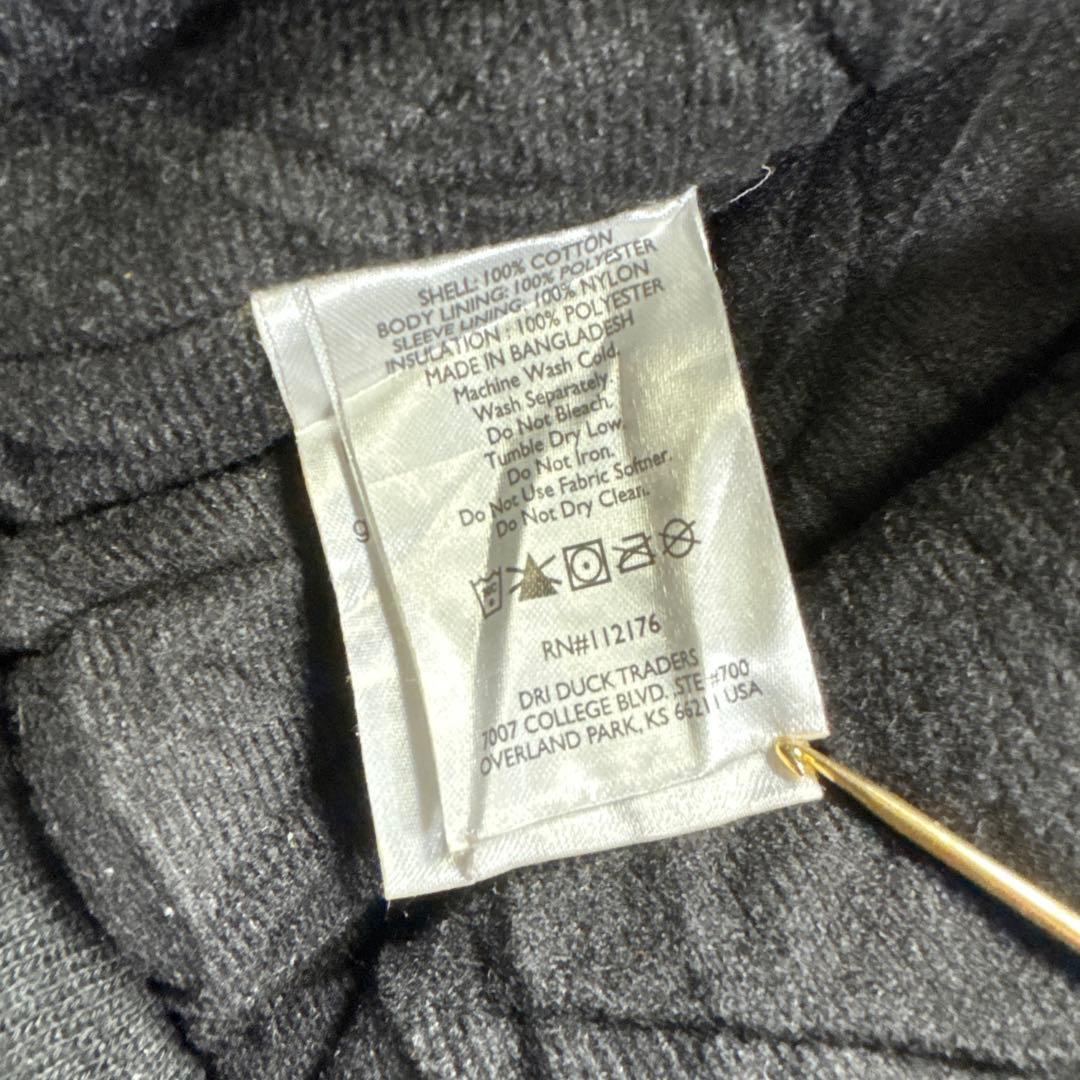 SHELL: 100% COTTON
BODY LINING: 100% POLYESTER
SLEEVE LINING: 100% NYLON
INSULATION : 100% POLYESTER
MADE IN BANGLADESH
Machine Wash Cold.
Wash Separately.
Do Not Bleach.
Tumble Dry Low.
Do Not Iron.
Do Not Use Fabric Softner.
Do Not Dry Clean.
9
RN#112176
DRI DUCK TRADERS
7007 COLLEGE BLVD. ,STE #700
OVERLAND PARK, KS 66211 USA